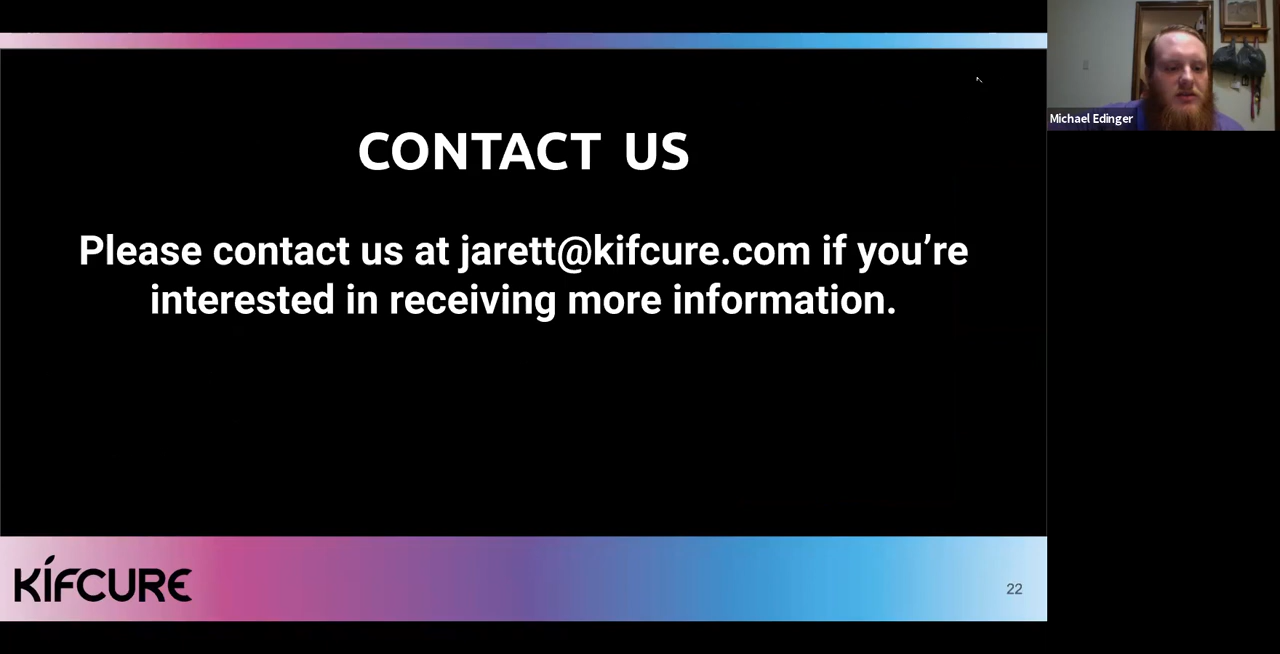 CONTACT US
Please contact us at jarett@kifcure.com if you’re
interested in receiving more information.
KIFCURE
22
Michael Edinger